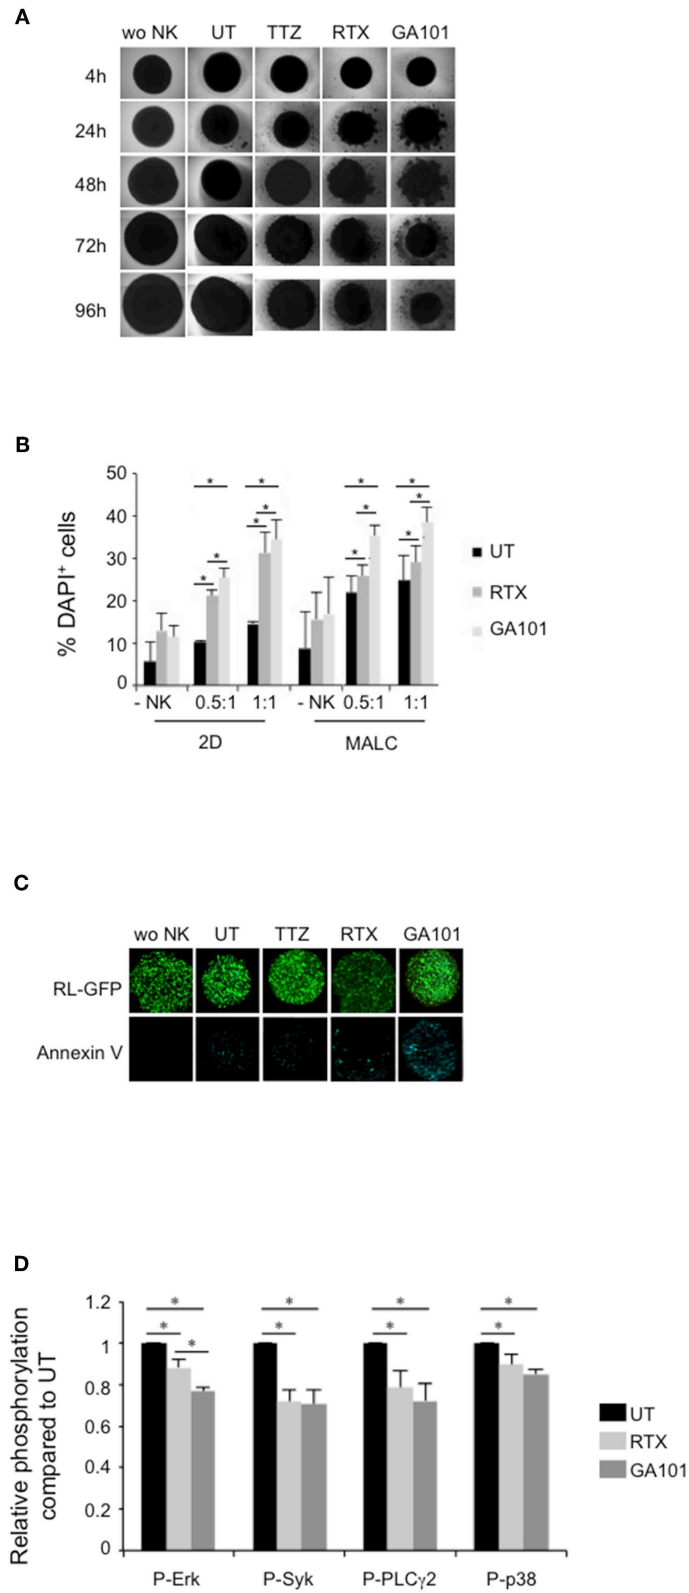 A
wo NK UT TTZ RTX GA101
4h
24h
48h
72h
96h
B
% DAPI⁺ cells
50
40
30
20
10
0
* * * * * * * * * * * *
UT
RTX
GA101
- NK 0.5:1 1:1 - NK 0.5:1 1:1
2D MALC
C
wo NK UT TTZ RTX GA101
RL-GFP
Annexin V
D
Relative phosphorylation
compared to UT
1.2
1
0.8
0.6
0.4
0.2
0
* * * *
* * * * *
UT
RTX
GA101
P-Erk P-Syk P-PLCγ2 P-p38